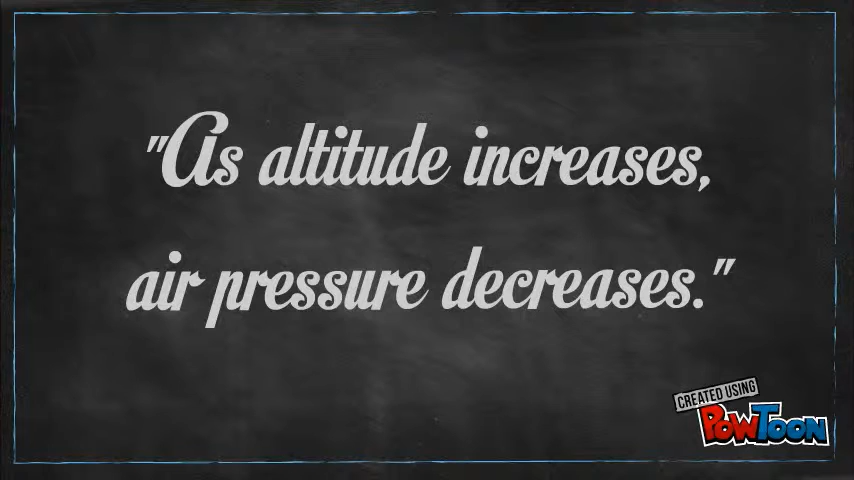 "As altitude increases,
air pressure decreases."
CREATED USING
POWTOON